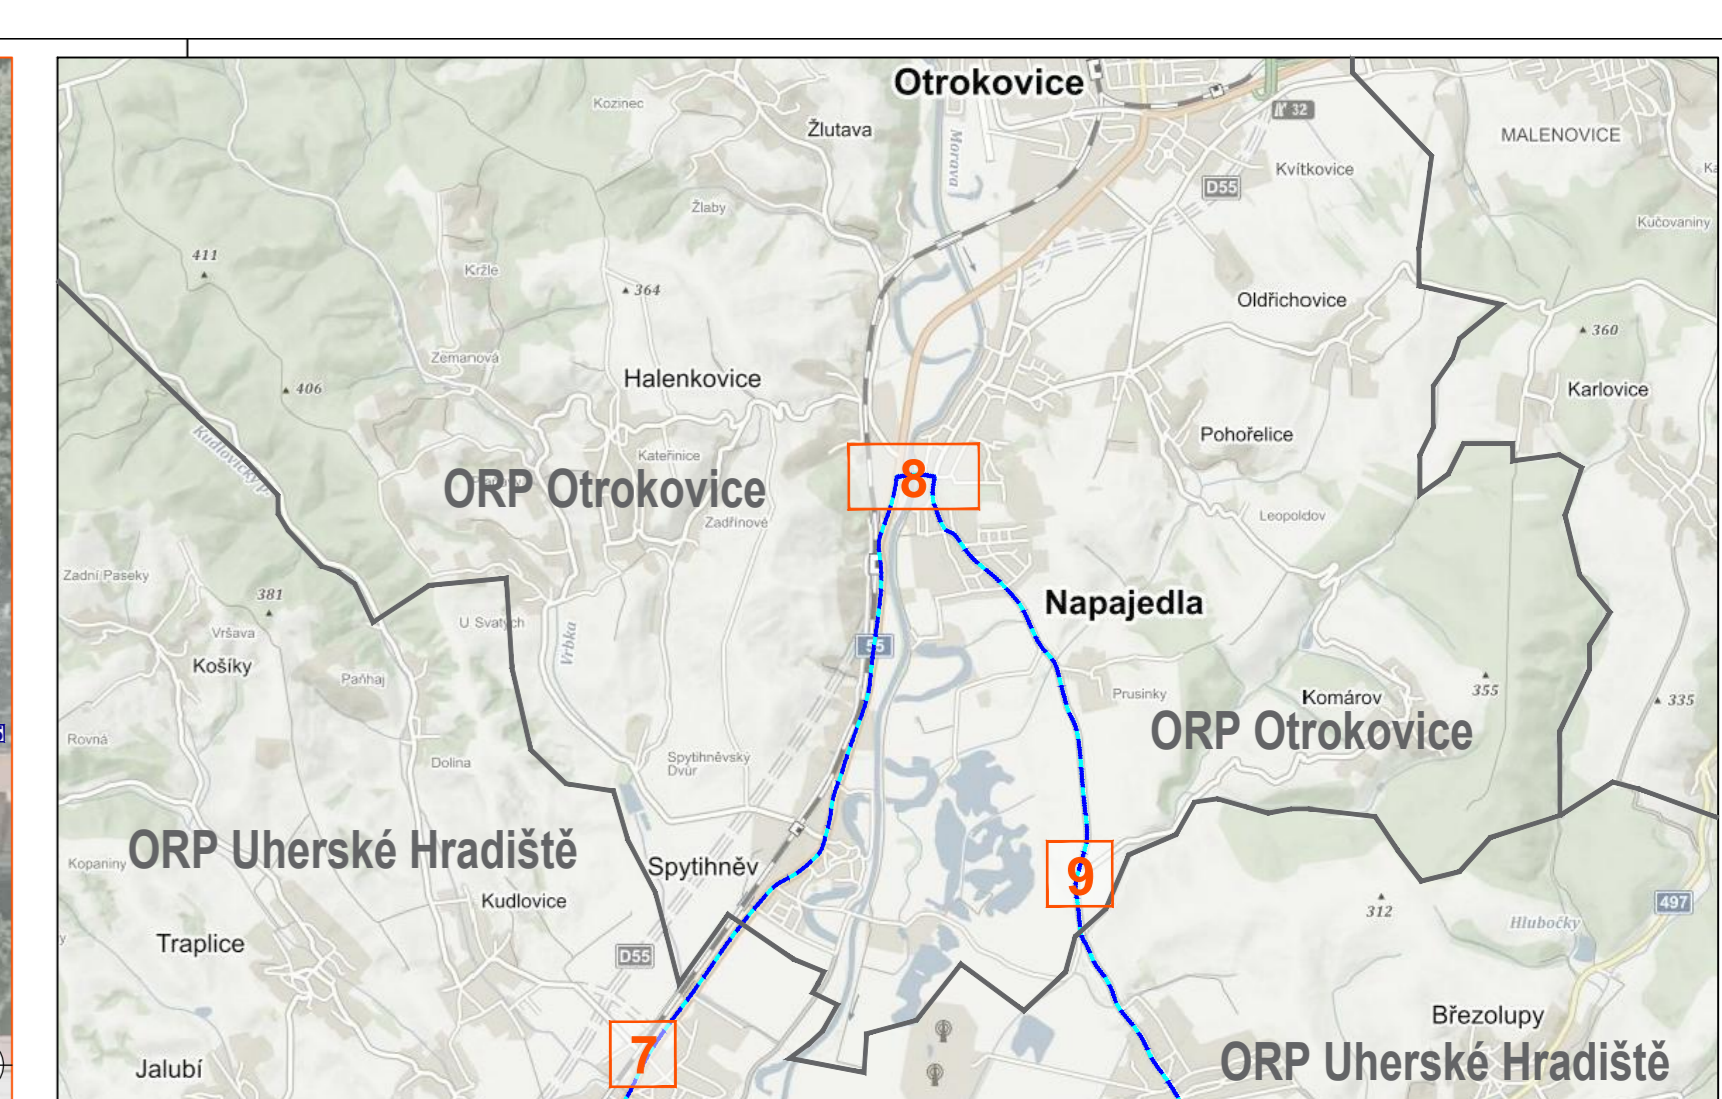 Otrokovice
Kozinec
Žlutava
32
MALENOVICE
Morava
Kvítkovice
D55
Žlaby
Kučovaniny
411
Kržle
364
Oldřichovice
360
Zemanová
Halenkovice
406
Karlovice
Pohořelice
Kateřinice
8
ORP Otrokovice
Zadřínové
Leopoldov
Zadní Paseky
381
Napajedla
U Svatých
Vršava
Vrbka
55
Košíky
Paňhaj
355
Prusinky
Komárov
335
ORP Otrokovice
Rovná
Dolina
Spytihněvský
Dvůr
ORP Uherské Hradiště
Kopaniny
Spytihněv
9
Kudlovice
312
497
Hlubočky
Traplice
D55
Březolupy
7
ORP Uherské Hradiště
Jalubí